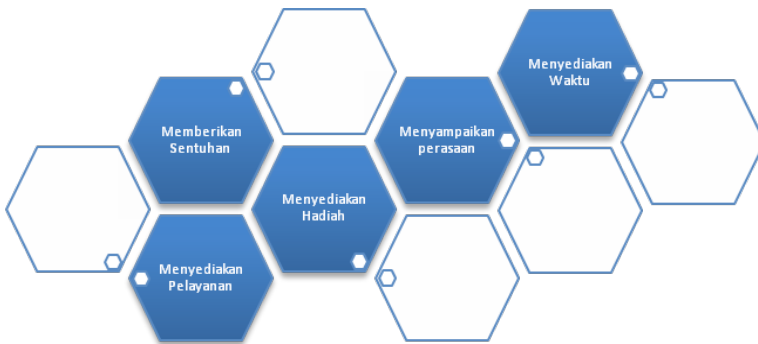 Menyediakan
Waktu
Memberikan
Sentuhan
Menyampaikan
perasaan
Menyediakan
Hadiah
Menyediakan
Pelayanan